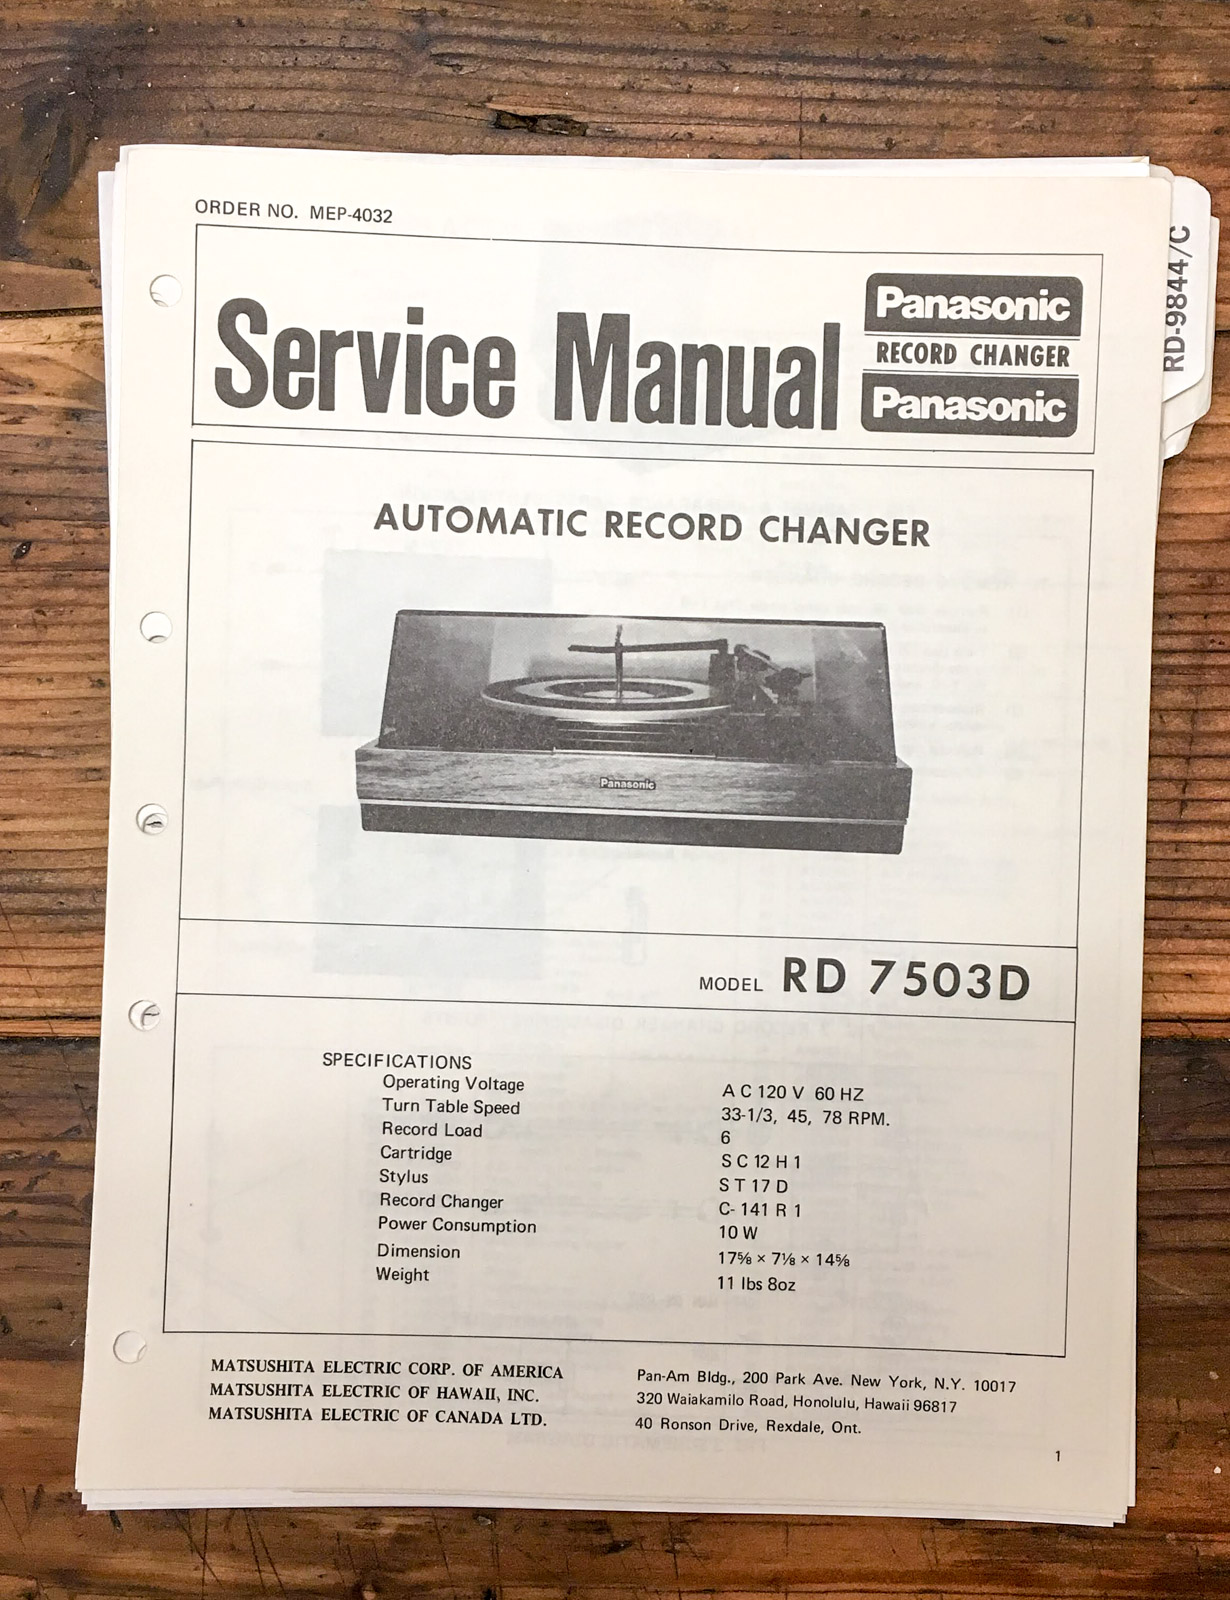 ORDER NO. MEP-4032
Service Manual
Panasonic
RECORD CHANGER
Panasonic
RD-9844/C
AUTOMATIC RECORD CHANGER
Panasonic
MODEL RD 7503D
SPECIFICATIONS
Operating Voltage A C 120 V 60 HZ
Turn Table Speed 33-1/3, 45, 78 RPM.
Record Load 6
Cartridge S C 12 H 1
Stylus S T 17 D
Record Changer C- 141 R 1
Power Consumption 10 W
Dimension 17⅝ × 7⅛ × 14⅝
Weight 11 lbs 8oz
MATSUSHITA ELECTRIC CORP. OF AMERICA Pan-Am Bldg., 200 Park Ave. New York, N.Y. 10017
MATSUSHITA ELECTRIC OF HAWAII, INC. 320 Waiakamilo Road, Honolulu, Hawaii 96817
MATSUSHITA ELECTRIC OF CANADA LTD. 40 Ronson Drive, Rexdale, Ont.
1